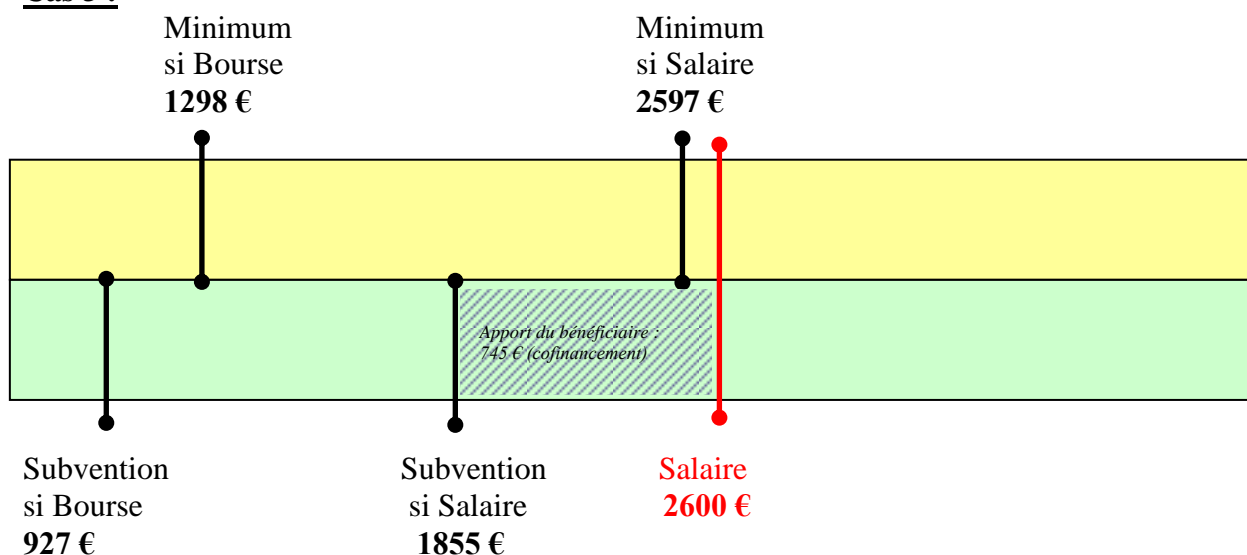 Minimum
si Bourse
1298 €
Minimum
si Salaire
2597 €
Apport du bénéficiaire :
745 € (cofinancement)
Subvention
si Bourse
927 €
Subvention
si Salaire
1855 €
Salaire
2600 €